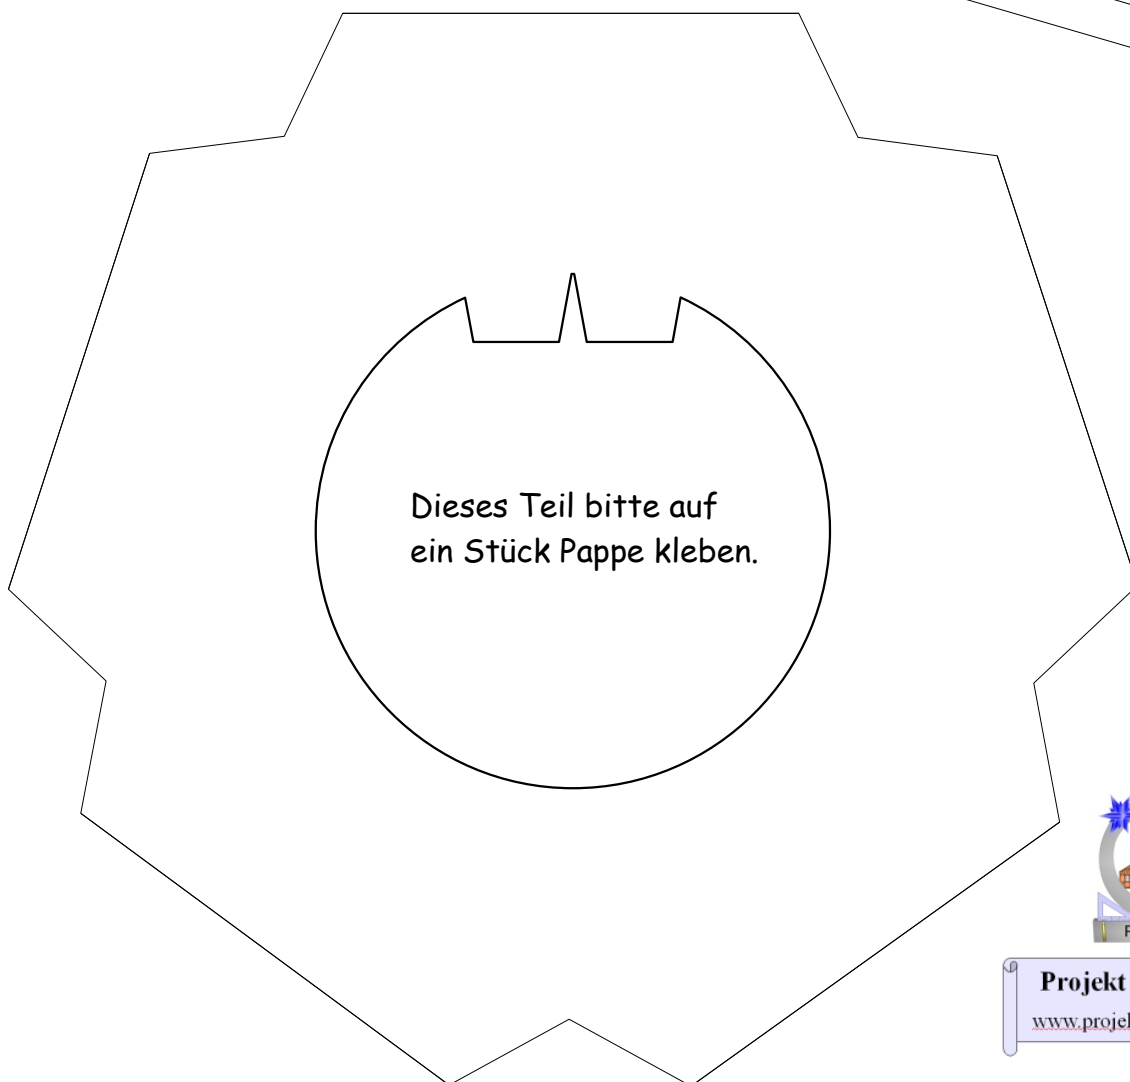 Dieses Teil bitte auf
ein Stück Pappe kleben.
Projekt